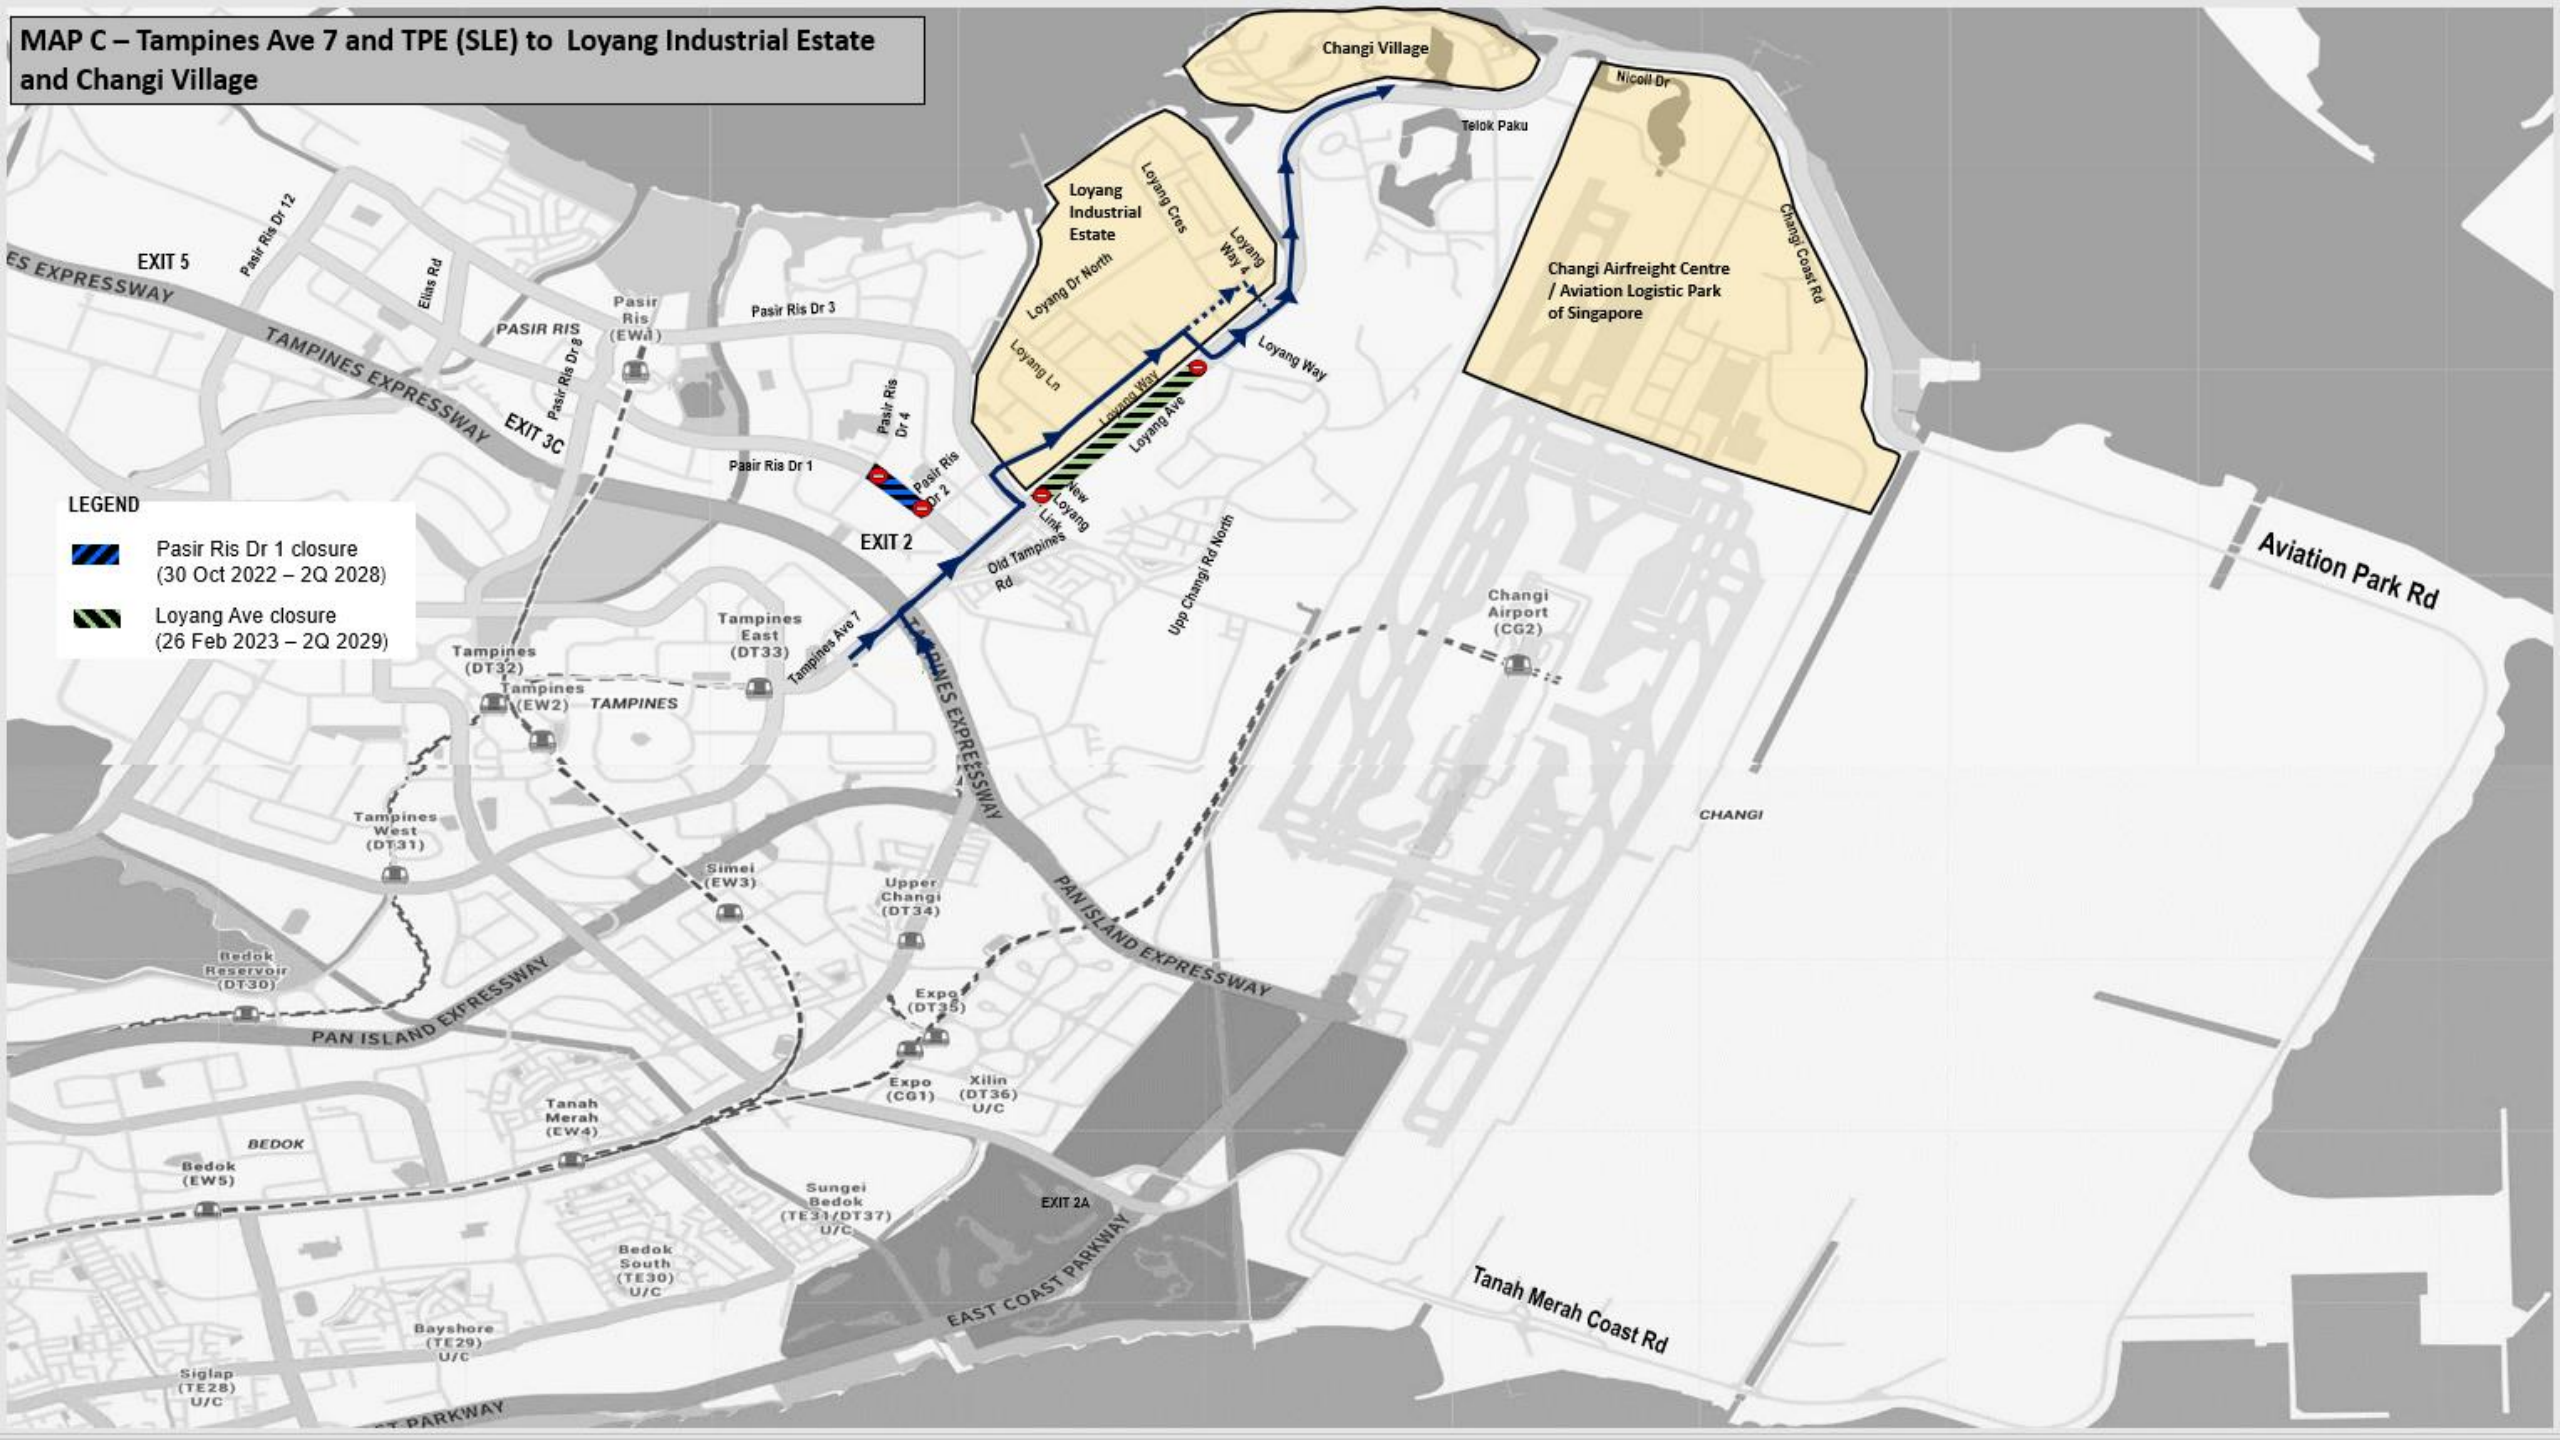 MAP C – Tampines Ave 7 and TPE (SLE) to Loyang Industrial Estate
and Changi Village
Changi Village
Nicoll Dr
Telok Paku
Loyang
Industrial
Estate
Loyang Cres
Loyang
Way 4
Loyang Dr North
Loyang Ln
Loyang Way
Loyang Way
Loyang Ave
Changi Coast Rd
Changi Airfreight Centre
/ Aviation Logistic Park
of Singapore
ES EXPRESSWAY
EXIT 5
Pasir Ris Dr 12
Elias Rd
TAMPINES EXPRESSWAY
PASIR RIS
Pasir
Ris
(EW1)
Pasir Ris Dr 8
EXIT 3C
Pasir Ris Dr 3
Pasir Ris
Dr 4
Pasir Ris Dr 1
Pasir Ris
Dr 2
EXIT 2
New
Loyang
Link
Old Tampines
Rd
Upp Changi Rd North
LEGEND
Pasir Ris Dr 1 closure
(30 Oct 2022 – 2Q 2028)
Loyang Ave closure
(26 Feb 2023 – 2Q 2029)
Aviation Park Rd
Changi
Airport
(CG2)
Tampines
East
(DT33)
Tampines Ave 7
TAMPINES EXPRESSWAY
Tampines
(DT32)
Tampines
(EW2)
TAMPINES
CHANGI
Tampines
West
(DT31)
Simei
(EW3)
Upper
Changi
(DT34)
PAN ISLAND EXPRESSWAY
Bedok
Reservoir
(DT30)
PAN ISLAND EXPRESSWAY
Expo
(DT35)
Expo
(CG1)
Xilin
(DT36)
U/C
Tanah
Merah
(EW4)
BEDOK
Bedok
(EW5)
Sungei
Bedok
(TE31/DT37)
U/C
EXIT 2A
Bedok
South
(TE30)
U/C
EAST COAST PARKWAY
Tanah Merah Coast Rd
Bayshore
(TE29)
U/C
Siglap
(TE28)
U/C
ST PARKWAY